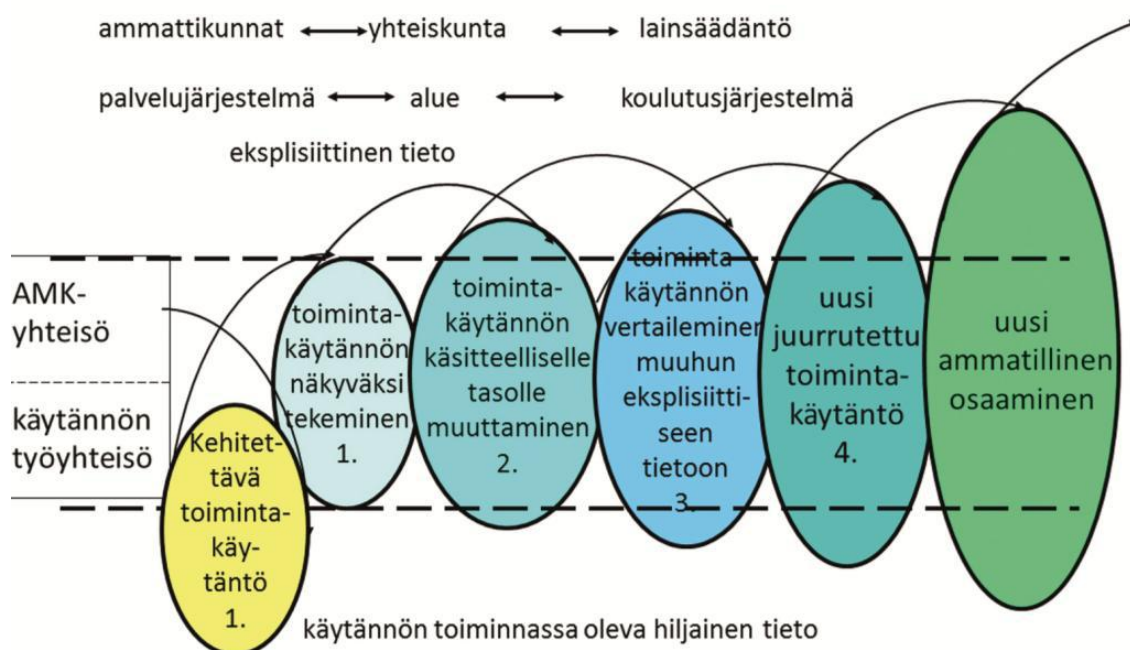 ammattikunnat yhteiskunta lainsäädäntö
palvelujärjestelmä alue koulutusjärjestelmä
eksplisiittinen tieto
AMK-
yhteisö
käytännön
työyhteisö
Kehitet-
tävä
toiminta-
käy-
täntö
1.
toiminta-
käytännön
näkyväksi
tekeminen
1.
toiminta-
käytännön
käsitteelliselle
tasolle
muuttaminen
2.
toiminta
käytännön
vertaileminen
muuhun
eksplisiitti-
seen
tietoon
3.
uusi
juurrutettu
toiminta-
käytäntö
4.
uusi
ammatillinen
osaaminen
käytännön toiminnassa oleva hiljainen tieto